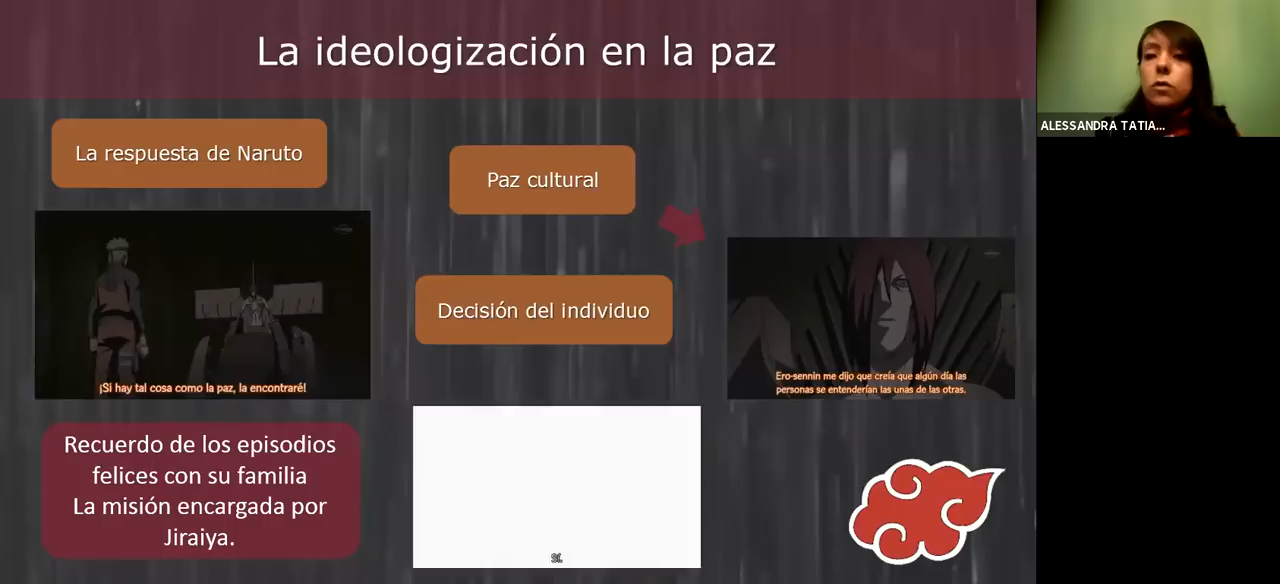 La ideologización en la paz
ALESSANDRA TATIA...
La respuesta de Naruto
Paz cultural
Decisión del individuo
¡Si hay tal cosa como la paz, la encontraré!
Ero-sennin me dijo que creía que algún día las
personas se entenderían las unas de las otras.
Recuerdo de los episodios
felices con su familia
La misión encargada por
Jiraiya.
Sí.